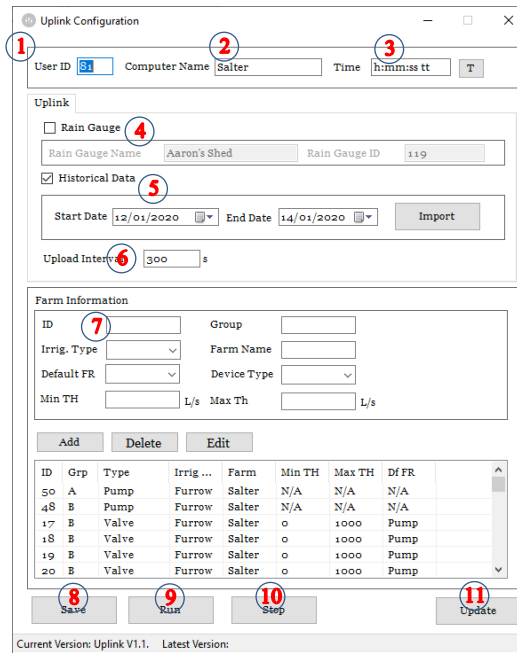 Uplink Configuration
1 2 3
User ID S1 Computer Name Salter Time h:mm:ss tt T
Uplink
Rain Gauge 4
Rain Gauge Name Aaron's Shed Rain Gauge ID 119
Historical Data
5
Start Date 12/01/2020 End Date 14/01/2020 Import
Upload Interval 6 300 s
Farm Information
ID 7 Group
Irrig. Type Farm Name
Default FR Device Type
Min TH L/s Max Th L/s
Add Delete Edit
ID Grp Type Irrig ... Farm Min TH Max TH Df FR
50 A Pump Furrow Salter N/A N/A N/A
48 B Pump Furrow Salter N/A N/A N/A
17 B Valve Furrow Salter 0 1000 Pump
18 B Valve Furrow Salter 0 1000 Pump
19 B Valve Furrow Salter 0 1000 Pump
20 B Valve Furrow Salter 0 1000 Pump
8 9 10 11
Save Run Stop Update
Current Version: Uplink V1.1. Latest Version: